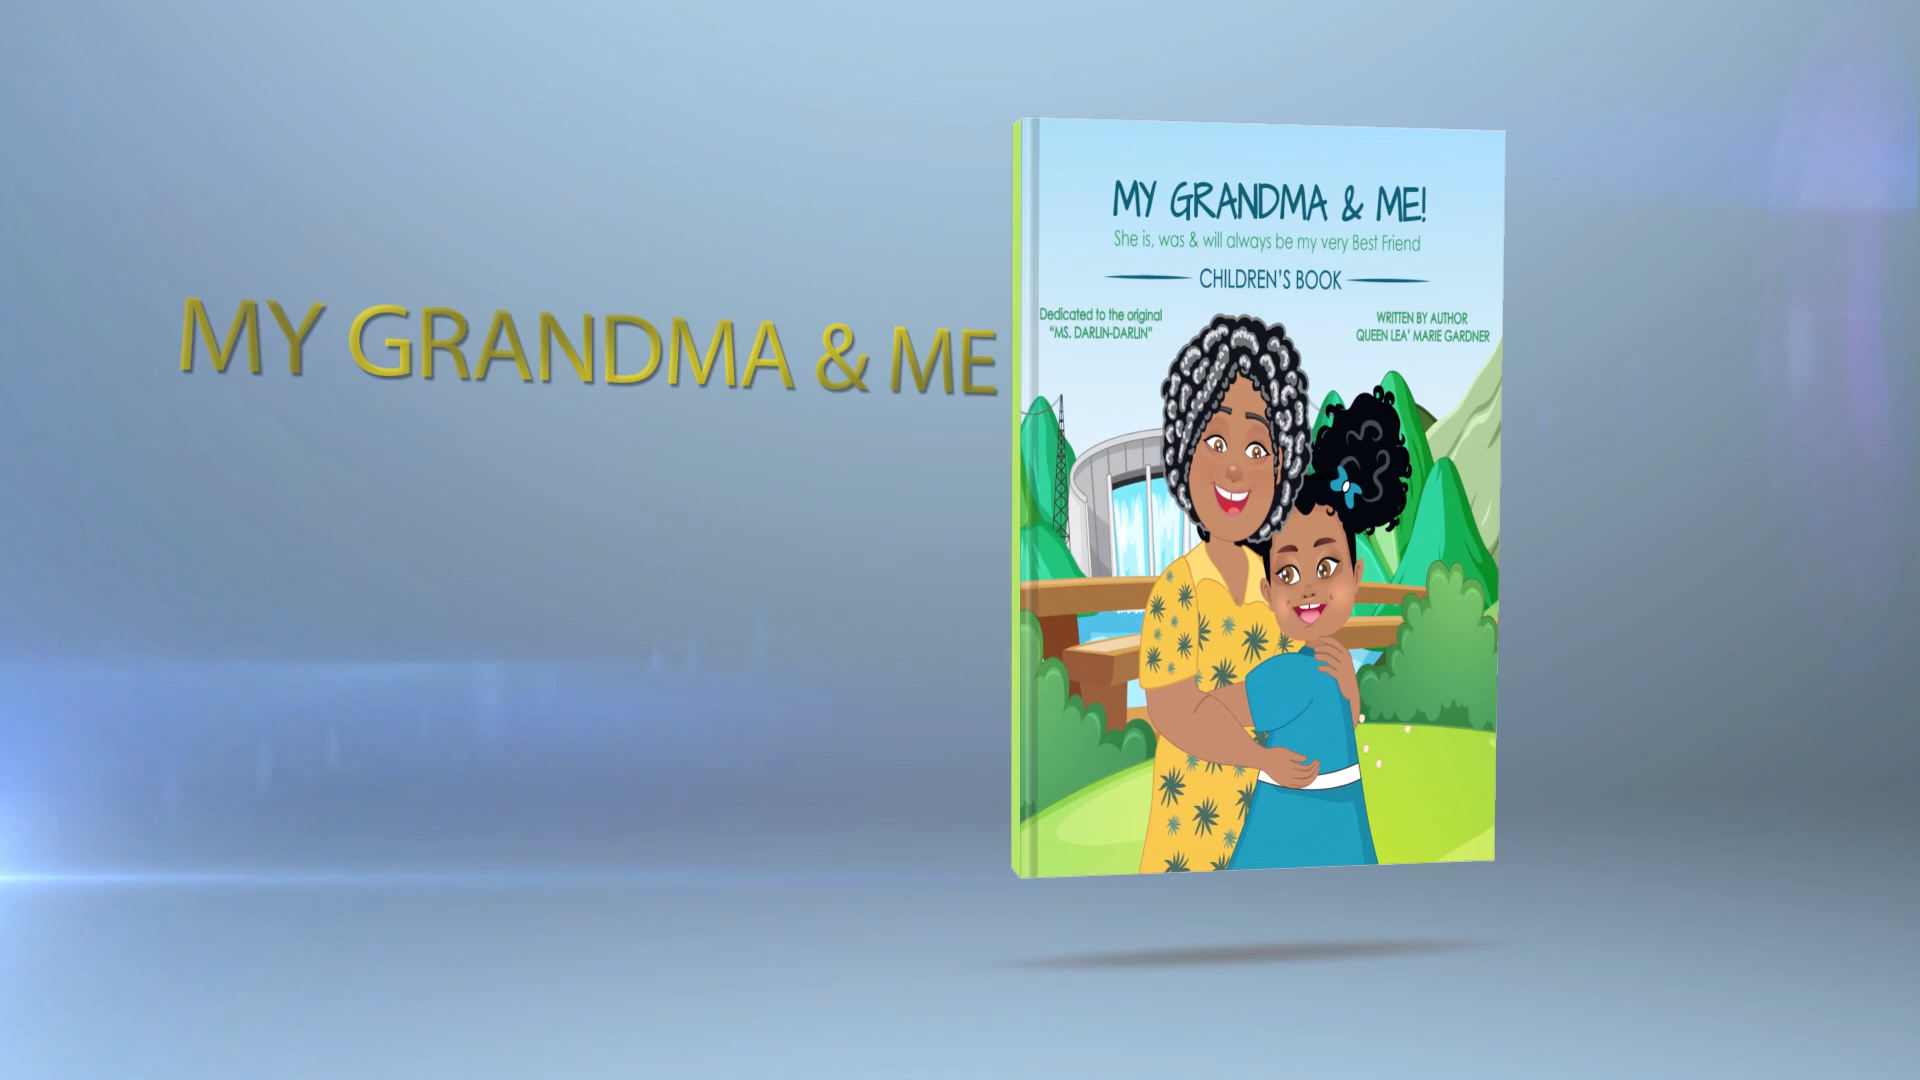 MY GRANDMA & ME
MY GRANDMA & ME!
She is, was & will always be my very Best Friend
CHILDREN'S BOOK
Dedicated to the original
"MS. DARLIN-DARLIN"
WRITTEN BY AUTHOR
QUEEN LEA' MARIE GARDNER